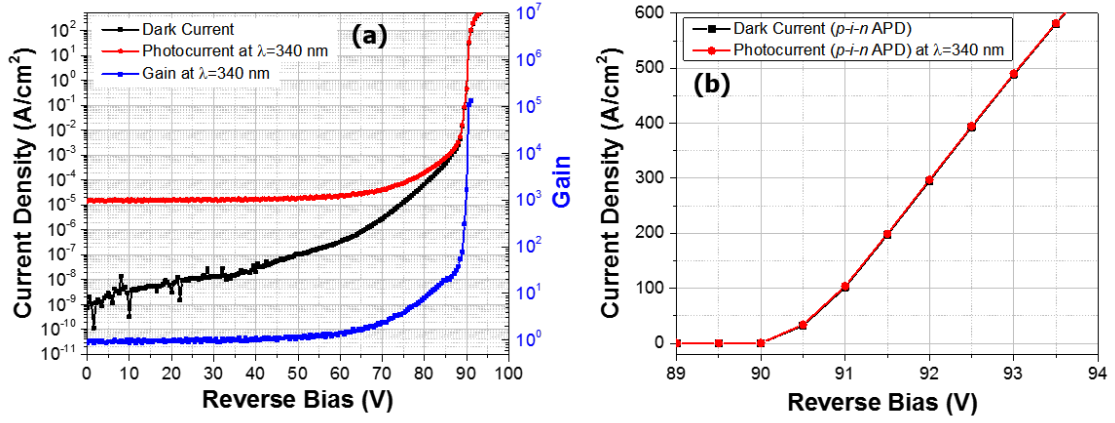 (a)
Dark Current
Photocurrent at λ=340 nm
Gain at λ=340 nm
Current Density (A/cm²)
10² 10¹ 10⁰ 10⁻¹ 10⁻² 10⁻³ 10⁻⁴ 10⁻⁵ 10⁻⁶ 10⁻⁷ 10⁻⁸ 10⁻⁹ 10⁻¹⁰ 10⁻¹¹
0 10 20 30 40 50 60 70 80 90 100
Reverse Bias (V)
10⁷ 10⁶ 10⁵ 10⁴ 10³ 10² 10¹ 10⁰
Gain
(b)
Dark Current (p-i-n APD)
Photocurrent (p-i-n APD) at λ=340 nm
Current Density (A/cm²)
600 500 400 300 200 100 0
89 90 91 92 93 94
Reverse Bias (V)